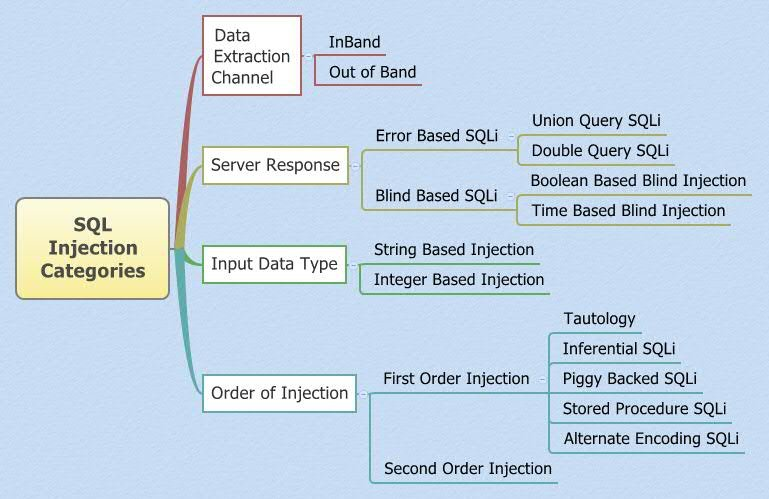 SQL
Injection
Categories
Data
Extraction
Channel
InBand
Out of Band
Server Response
Error Based SQLi
Union Query SQLi
Double Query SQLi
Blind Based SQLi
Boolean Based Blind Injection
Time Based Blind Injection
Input Data Type
String Based Injection
Integer Based Injection
Order of Injection
First Order Injection
Tautology
Inferential SQLi
Piggy Backed SQLi
Stored Procedure SQLi
Alternate Encoding SQLi
Second Order Injection